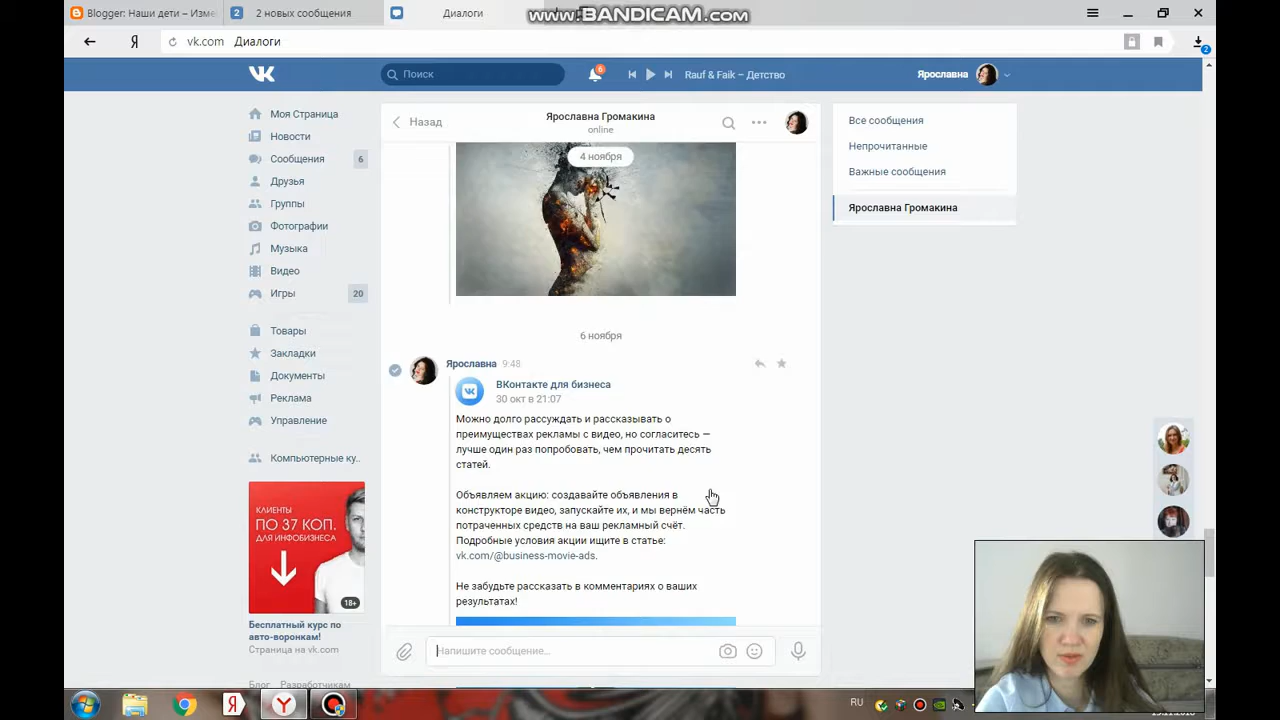 Blogger: Наши дети – Изме
2
2 новых сообщения
Диалоги
www.BANDICAM.com
Я
vk.com
Диалоги
2
Поиск
6
Rauf & Faik – Детство
Ярославна
Моя Страница
Новости
Сообщения
6
Друзья
Группы
Фотографии
Музыка
Видео
Игры
20
Товары
Закладки
Документы
Реклама
Управление
Компьютерные ку..
КЛИЕНТЫ
ПО 37 КОП.
ДЛЯ ИНФОБИЗНЕСА
18+
Бесплатный курс по
авто-воронкам!
Страница на vk.com
Блог
Разработчикам
Назад
Ярославна Громакина
online
4 ноября
6 ноября
Ярославна
9:48
ВКонтакте для бизнеса
30 окт в 21:07
Можно долго рассуждать и рассказывать о
преимуществах рекламы с видео, но согласитесь —
лучше один раз попробовать, чем прочитать десять
статей.
Объявляем акцию: создавайте объявления в
конструкторе видео, запускайте их, и мы вернём часть
потраченных средств на ваш рекламный счёт.
Подробные условия акции ищите в статье:
vk.com/@business-movie-ads.
Не забудьте рассказать в комментариях о ваших
результатах!
Напишите сообщение...
Все сообщения
Непрочитанные
Важные сообщения
Ярославна Громакина
RU